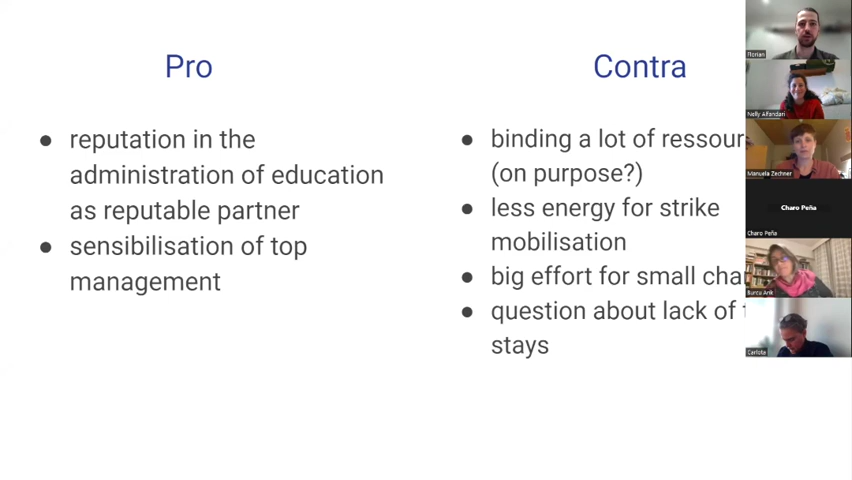 Pro
● reputation in the
administration of education
as reputable partner
● sensibilisation of top
management
Contra
● binding a lot of
(on purpose?)
● less energy for strike
mobilisation
● big effort for small
● question about lack of
stays
Florian
Nelly Alfandari
Manuela Zechner
Charo Peña
Charo Peña
Burcu Arık
Carlota